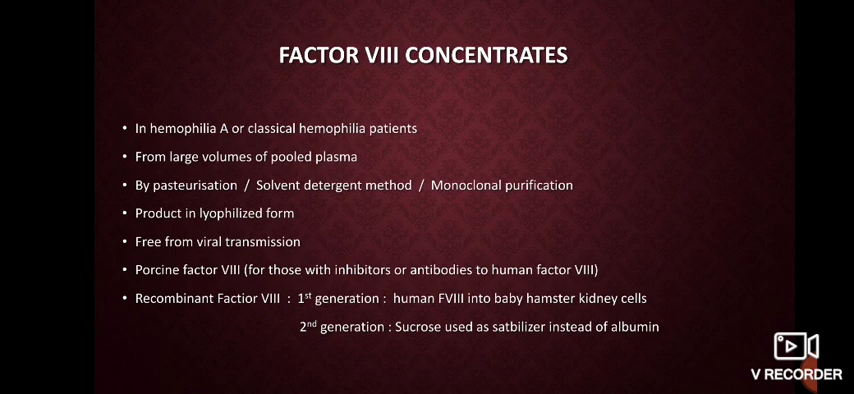 FACTOR VIII CONCENTRATES
• In hemophilia A or classical hemophilia patients
• From large volumes of pooled plasma
• By pasteurisation / Solvent detergent method / Monoclonal purification
• Product in lyophilized form
• Free from viral transmission
• Porcine factor VIII (for those with inhibitors or antibodies to human factor VIII)
• Recombinant Factior VIII : 1st generation : human FVIII into baby hamster kidney cells
2nd generation : Sucrose used as satbilizer instead of albumin
V RECORDER